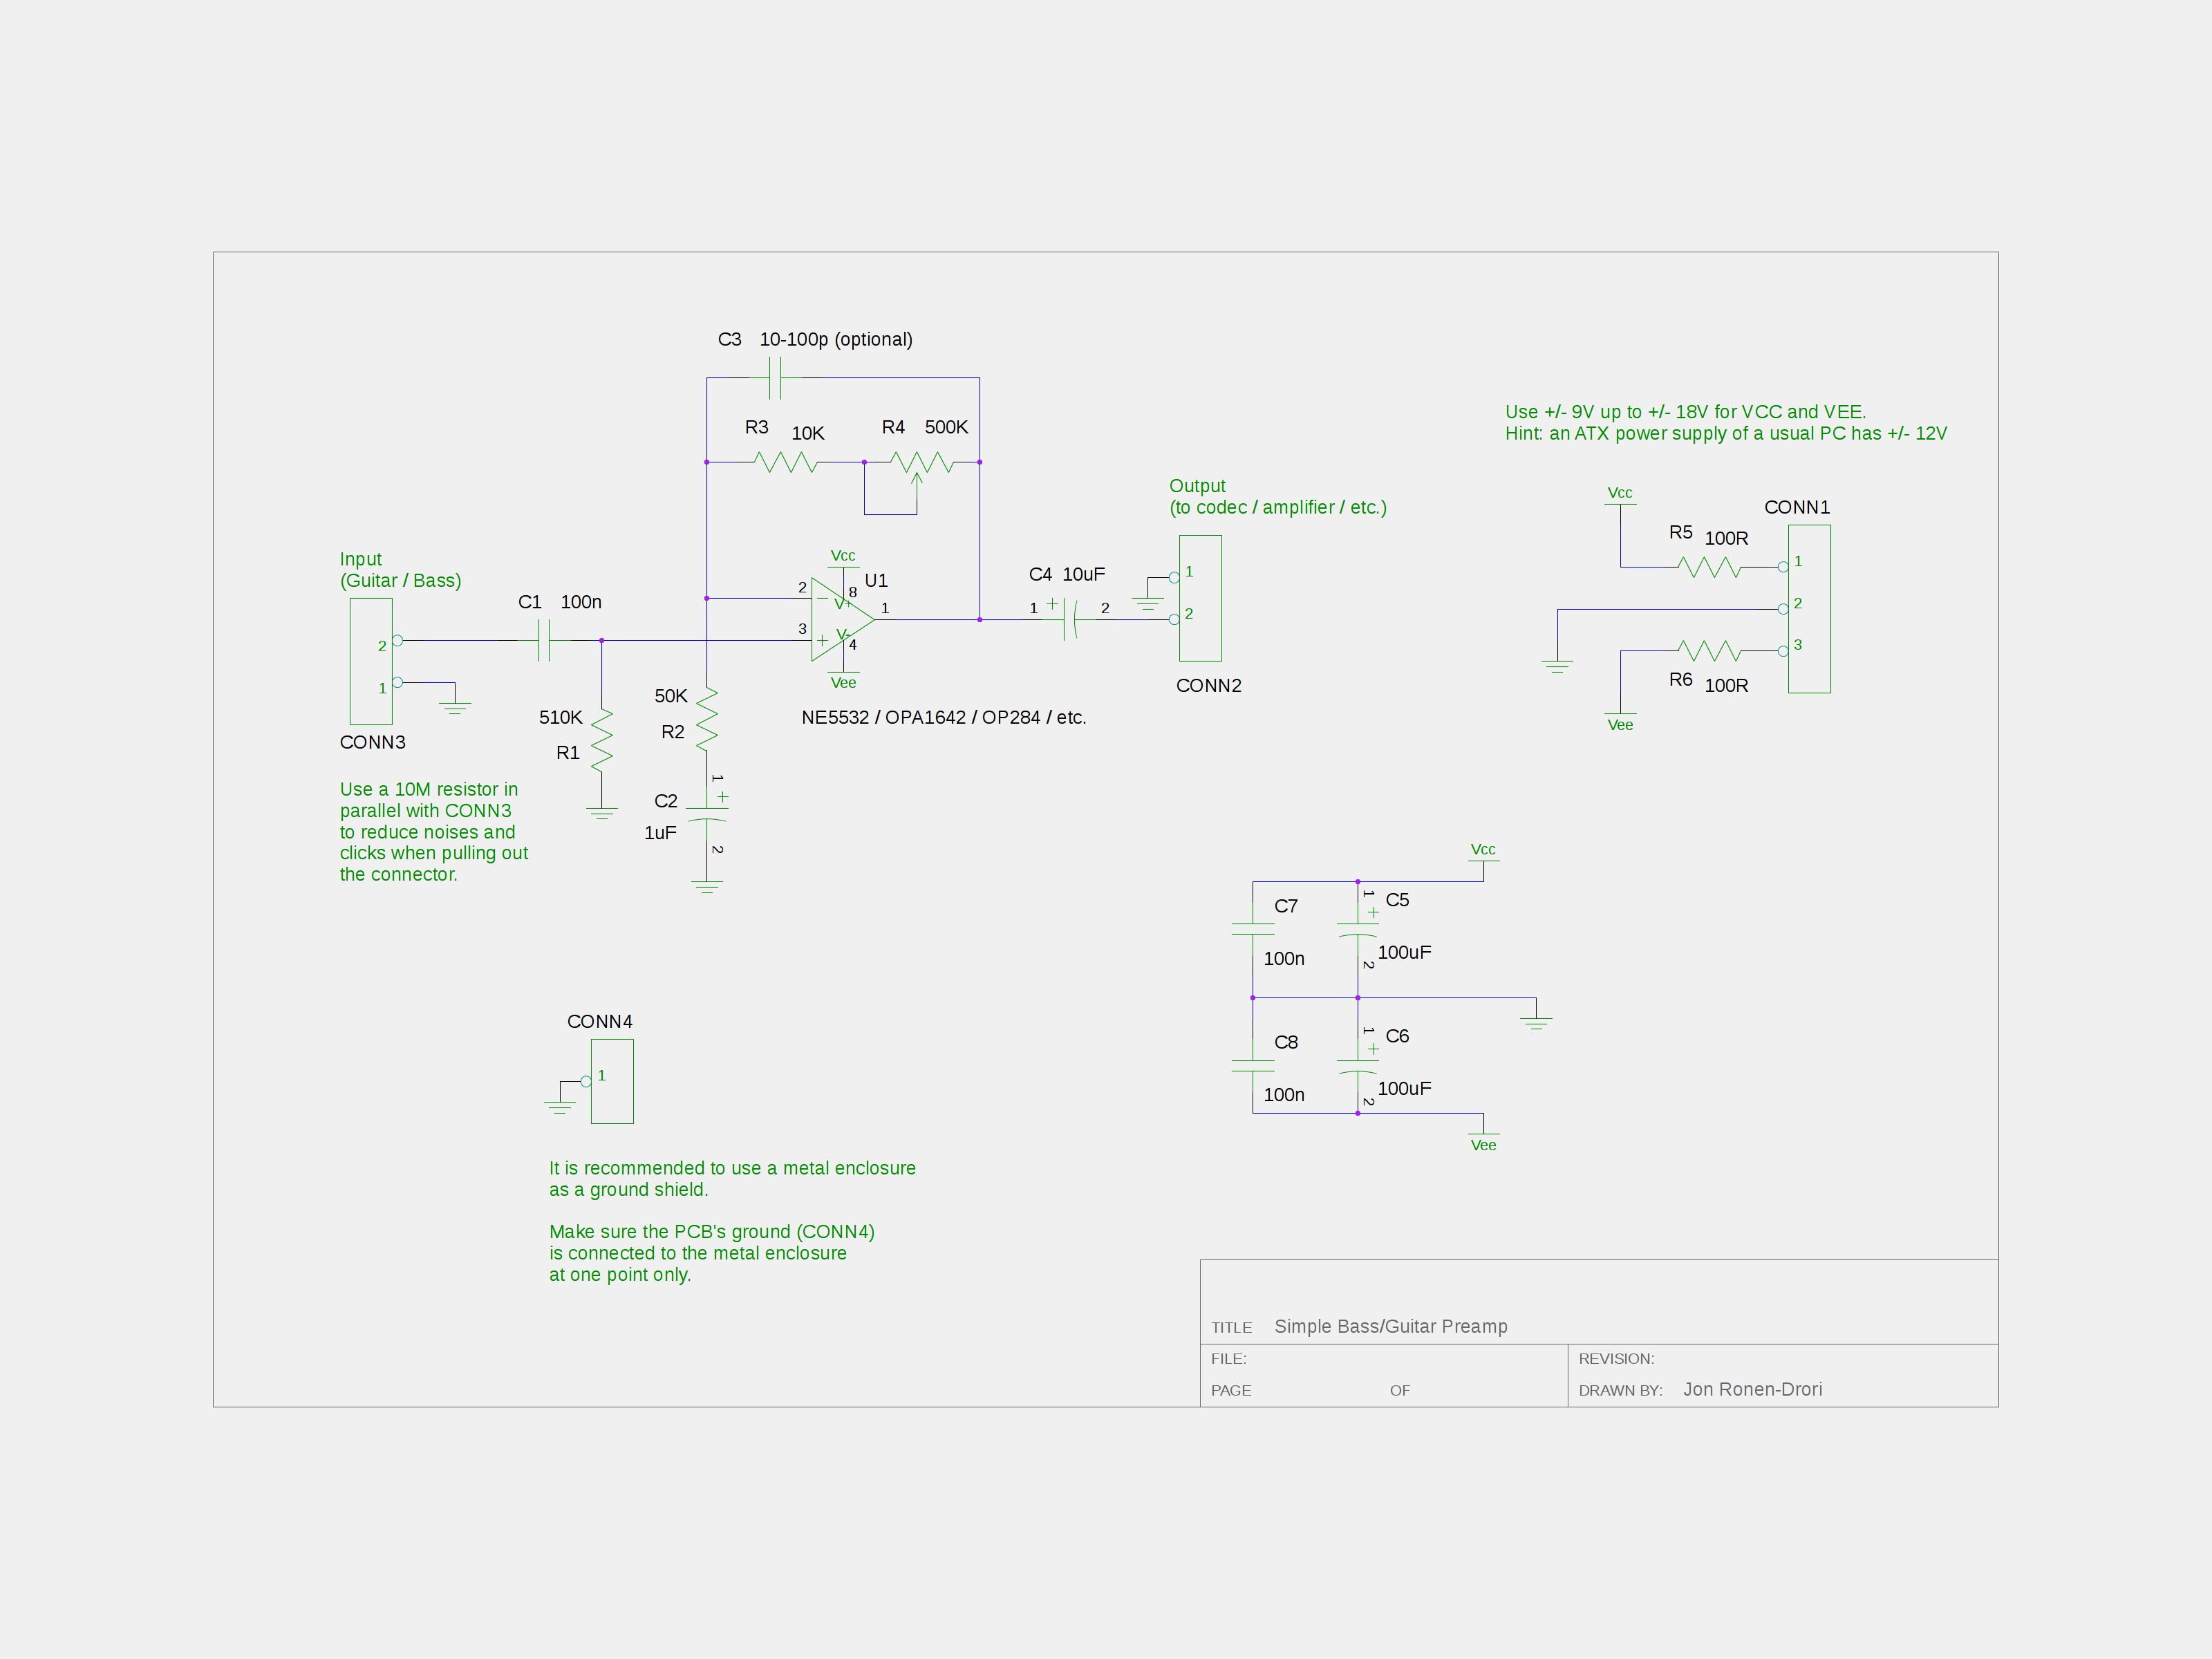 C3 10-100p (optional)
R3 10K R4 500K
Use +/- 9V up to +/- 18V for VCC and VEE.
Hint: an ATX power supply of a usual PC has +/- 12V
Output
(to codec / amplifier / etc.)
Vcc
CONN1
R5 100R
1
2
3
R6 100R
Vee
Input
(Guitar / Bass)
C1 100n
2
1
CONN3
Vcc
U1
2
8
V+
1
3
V-
4
Vee
NE5532 / OPA1642 / OP284 / etc.
C4 10uF
1 2
1
2
CONN2
510K
R1
50K
R2
1
C2
1uF
2
Use a 10M resistor in
parallel with CONN3
to reduce noises and
clicks when pulling out
the connector.
Vcc
C7
1
C5
100n
100uF
2
C8
1
C6
100n
100uF
2
Vee
CONN4
1
It is recommended to use a metal enclosure
as a ground shield.
Make sure the PCB's ground (CONN4)
is connected to the metal enclosure
at one point only.
TITLE Simple Bass/Guitar Preamp
FILE: REVISION:
PAGE OF DRAWN BY: Jon Ronen-Drori